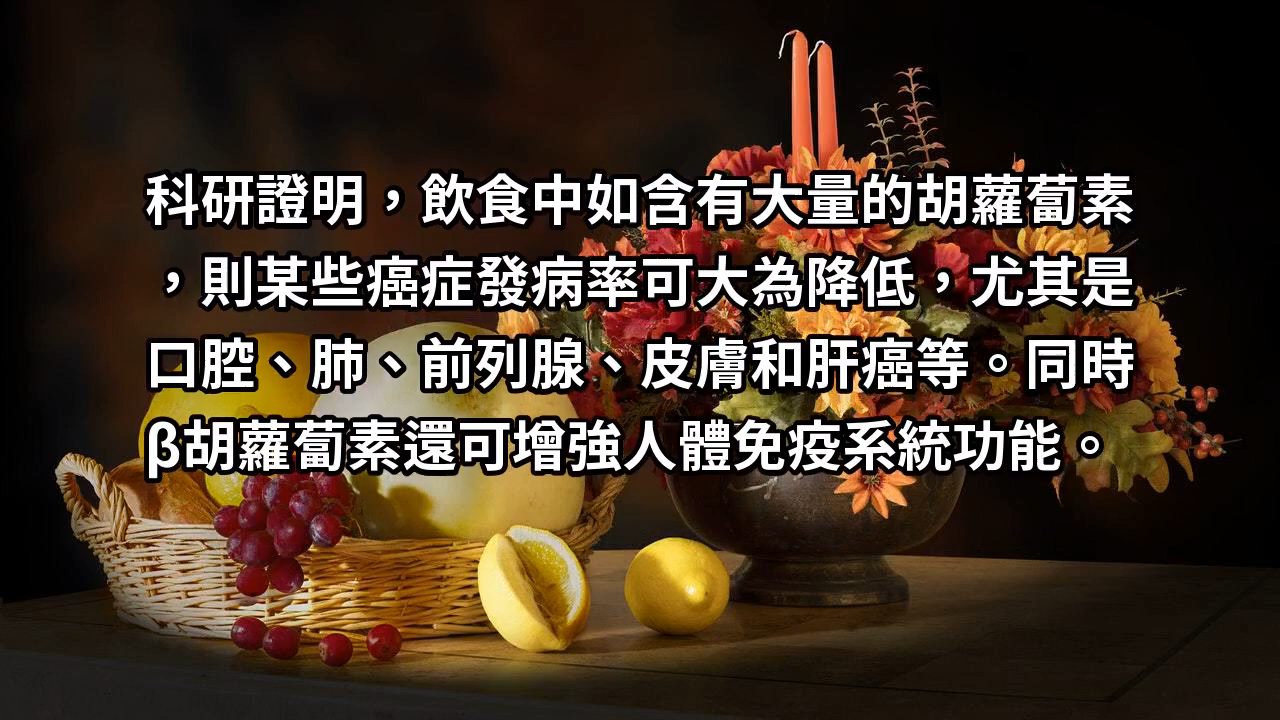 科研證明，飲食中如含有大量的胡蘿蔔素
，則某些癌症發病率可大為降低，尤其是
口腔、肺、前列腺、皮膚和肝癌等。同時
β胡蘿蔔素還可增強人體免疫系統功能。